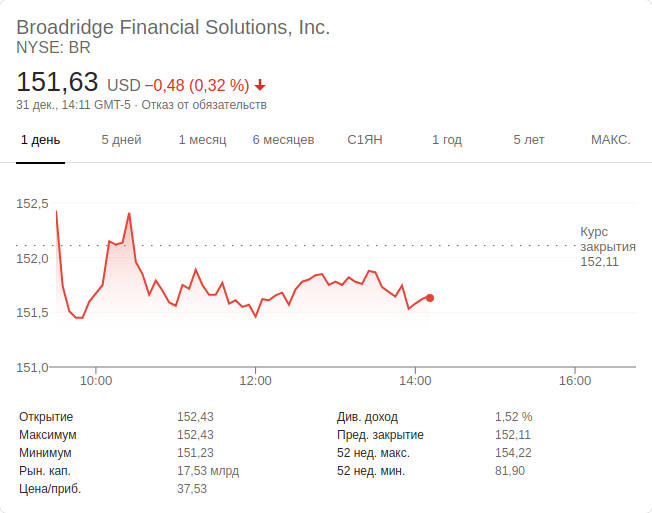 Broadridge Financial Solutions, Inc.
NYSE: BR
151,63 USD −0,48 (0,32 %)
31 дек., 14:11 GMT-5 · Отказ от обязательств
1 день 5 дней 1 месяц 6 месяцев С1ЯН 1 год 5 лет МАКС.
152,5
Курс
закрытия
152,11
152,0
151,5
151,0
10:00 12:00 14:00 16:00
Открытие 152,43 Див. доход 1,52 %
Максимум 152,43 Пред. закрытие 152,11
Минимум 151,23 52 нед. макс. 154,22
Рын. кап. 17,53 млрд 52 нед. мин. 81,90
Цена/приб. 37,53